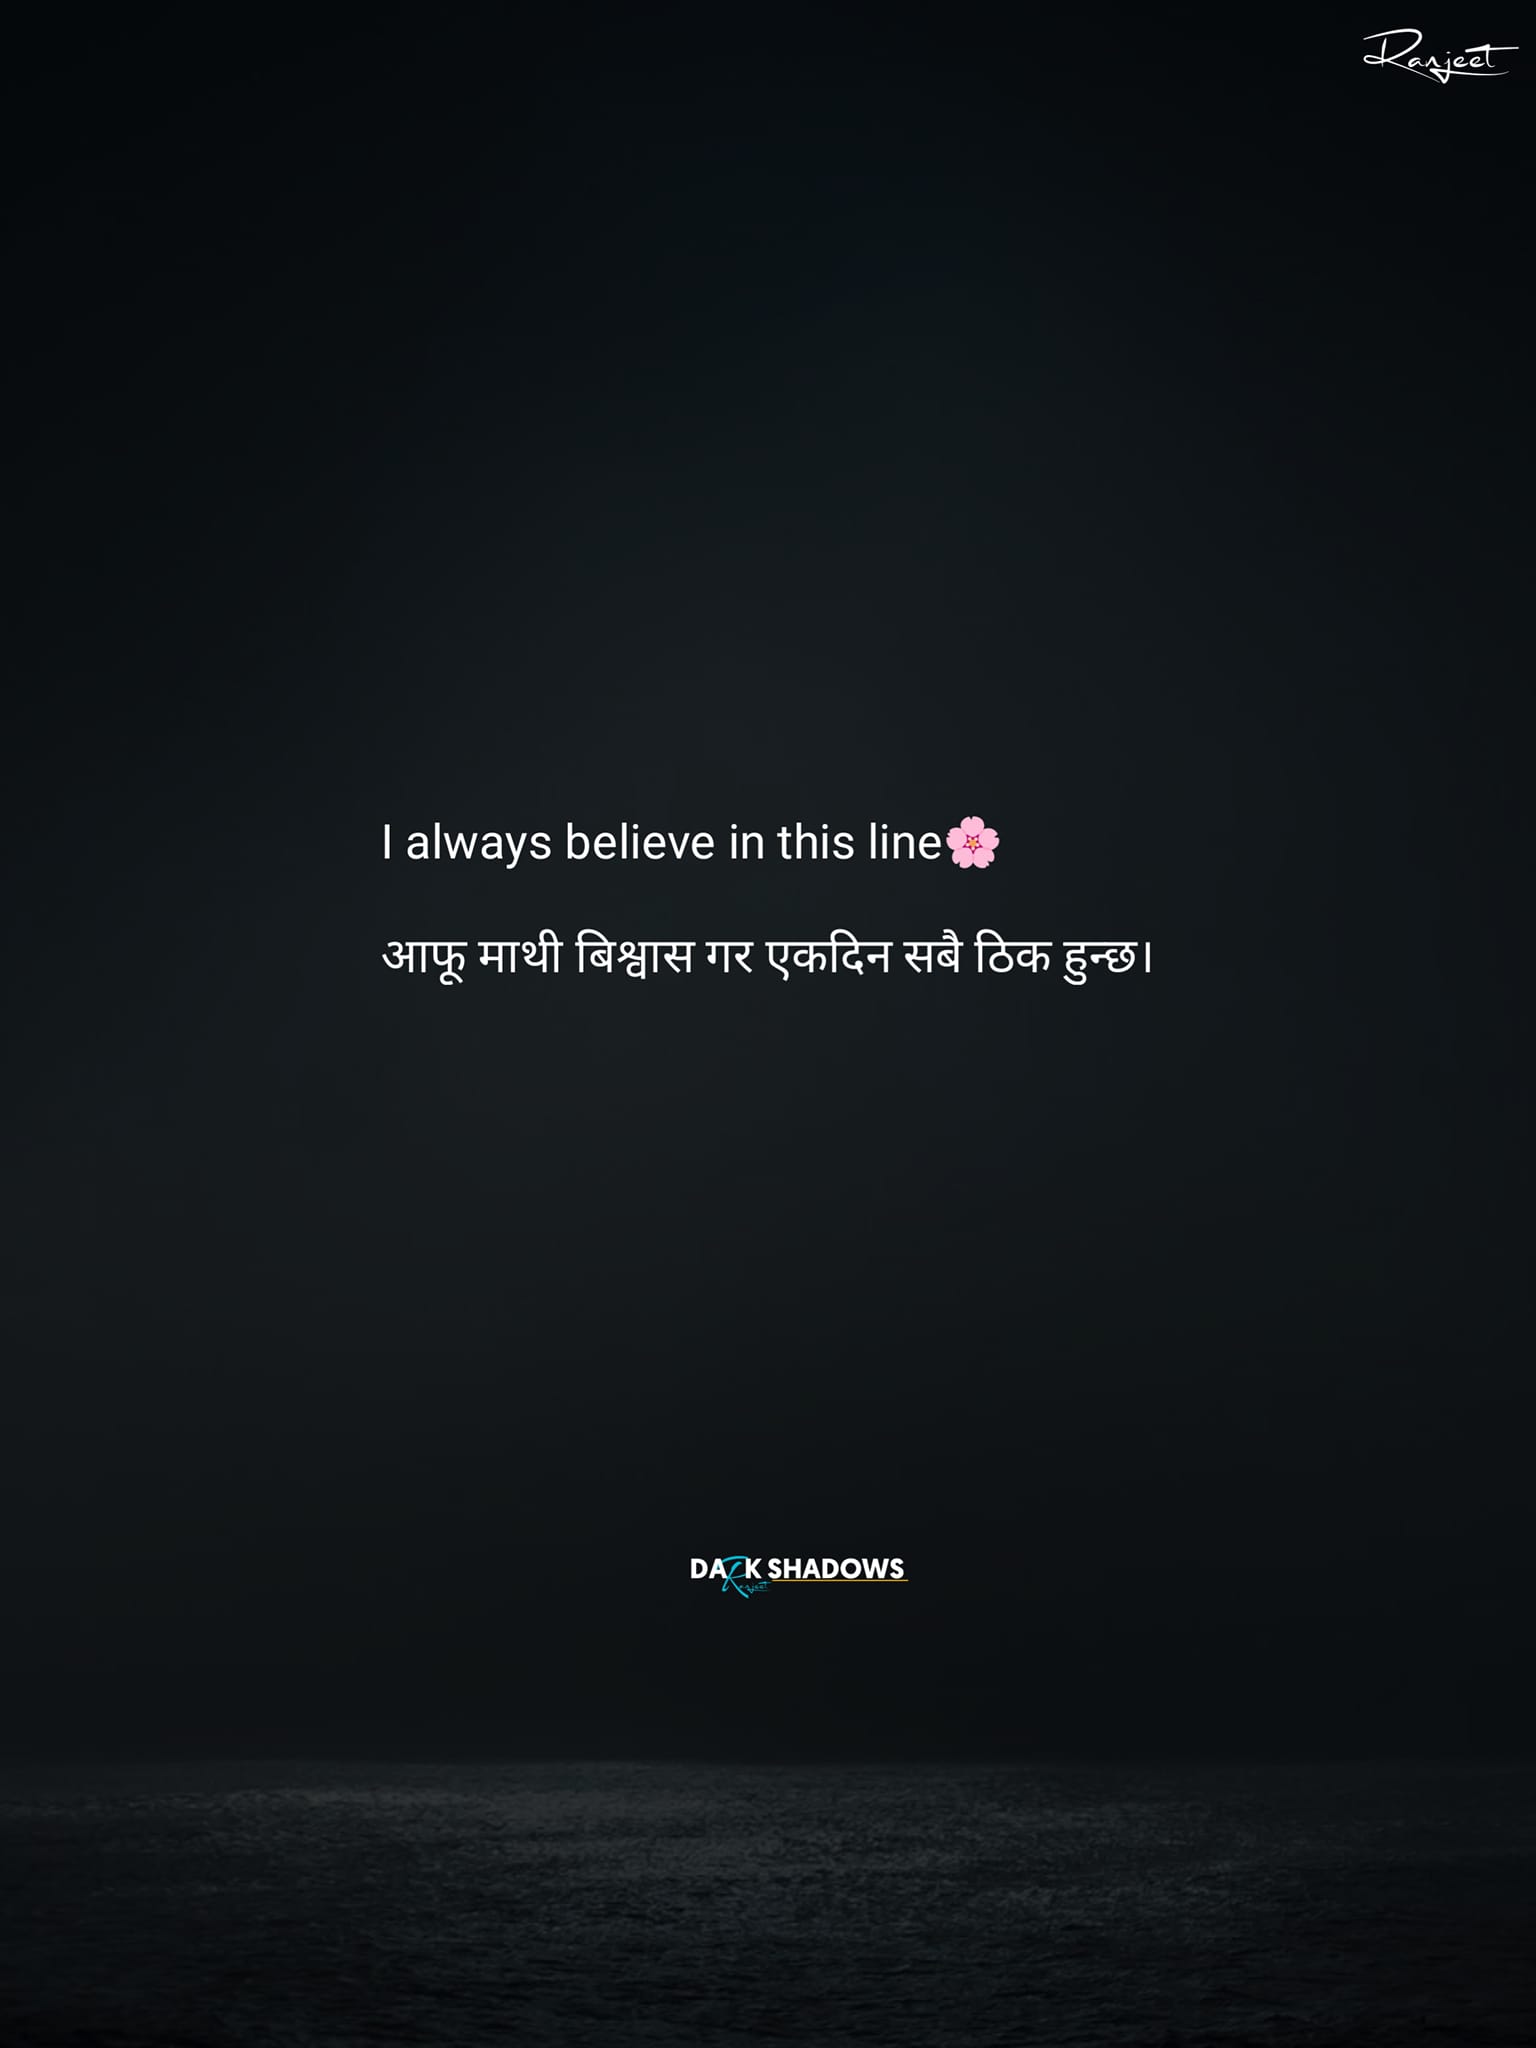 Ranjeet
I always believe in this line🌸
आफू माथी बिश्वास गर एकदिन सबै ठिक हुन्छ।
DARK SHADOWS
Ranjeet